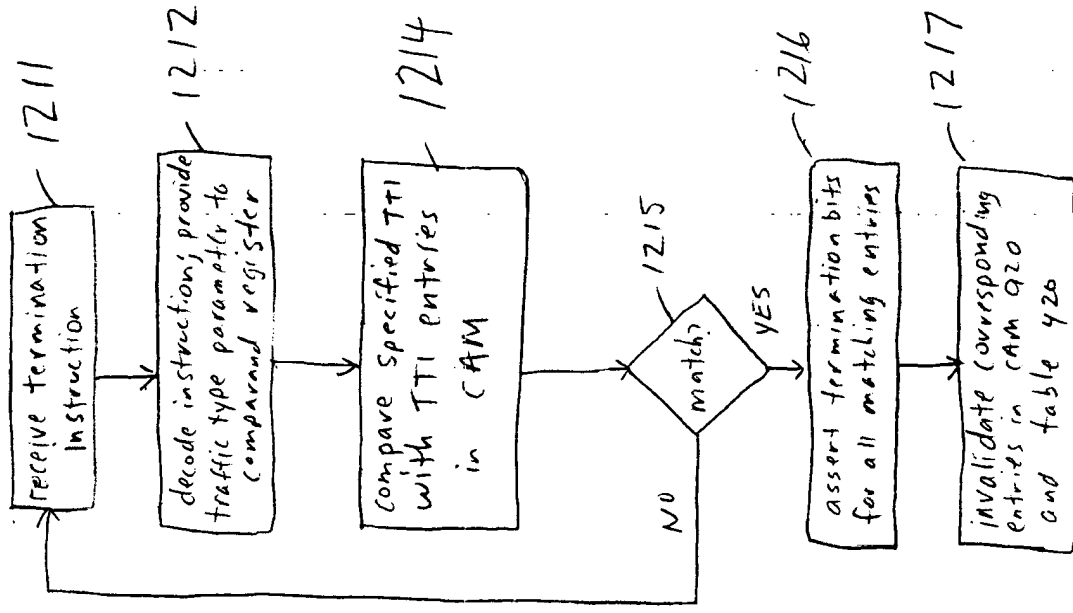 receive termination
Instruction
1211
decode instruction; provide
traffic type parameter to
comparand register
1212
compare specified TTI
with TTI entries
in CAM
1214
match?
1215
NO
YES
assert termination bits
for all matching entries
1216
invalidate corresponding
entries in CAM 920
and table 420
1217